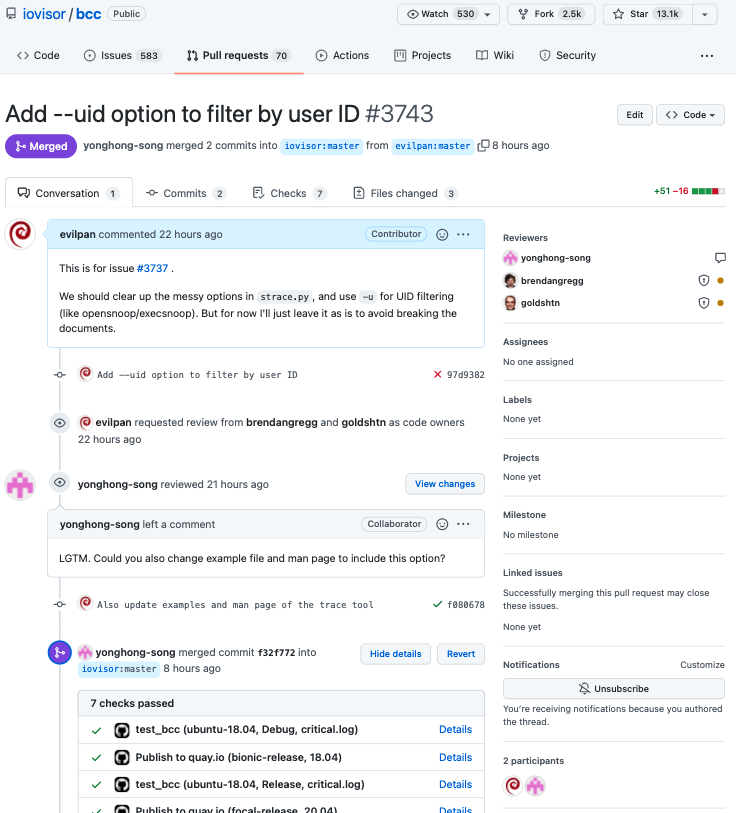 iovisor / bcc Public
Watch 530
Fork 2.5k
Star 13.1k
Code
Issues 583
Pull requests 70
Actions
Projects
Wiki
Security
Add --uid option to filter by user ID #3743
Edit
Code
Merged
yonghong-song merged 2 commits into iovisor:master from evilpan:master 8 hours ago
Conversation 1
Commits 2
Checks 7
Files changed 3
+51 −16
evilpan commented 22 hours ago
Contributor
This is for issue #3737 .
We should clear up the messy options in strace.py, and use -u for UID filtering
(like opensnoop/execsnoop). But for now I'll just leave it as is to avoid breaking the
documents.
Add --uid option to filter by user ID
97d9382
evilpan requested review from brendangregg and goldshtn as code owners
22 hours ago
yonghong-song reviewed 21 hours ago
View changes
yonghong-song left a comment
Collaborator
LGTM. Could you also change example file and man page to include this option?
Also update examples and man page of the trace tool
f080678
yonghong-song merged commit f32f772 into
iovisor:master 8 hours ago
Hide details
Revert
7 checks passed
test_bcc (ubuntu-18.04, Debug, critical.log)
Details
Publish to quay.io (bionic-release, 18.04)
Details
test_bcc (ubuntu-18.04, Release, critical.log)
Details
Publish to quay.io (focal-release, 20.04)
Details
Reviewers
yonghong-song
brendangregg
goldshtn
Assignees
No one assigned
Labels
None yet
Projects
None yet
Milestone
No milestone
Linked issues
Successfully merging this pull request may close
these issues.
None yet
Notifications
Customize
Unsubscribe
You're receiving notifications because you authored
the thread.
2 participants